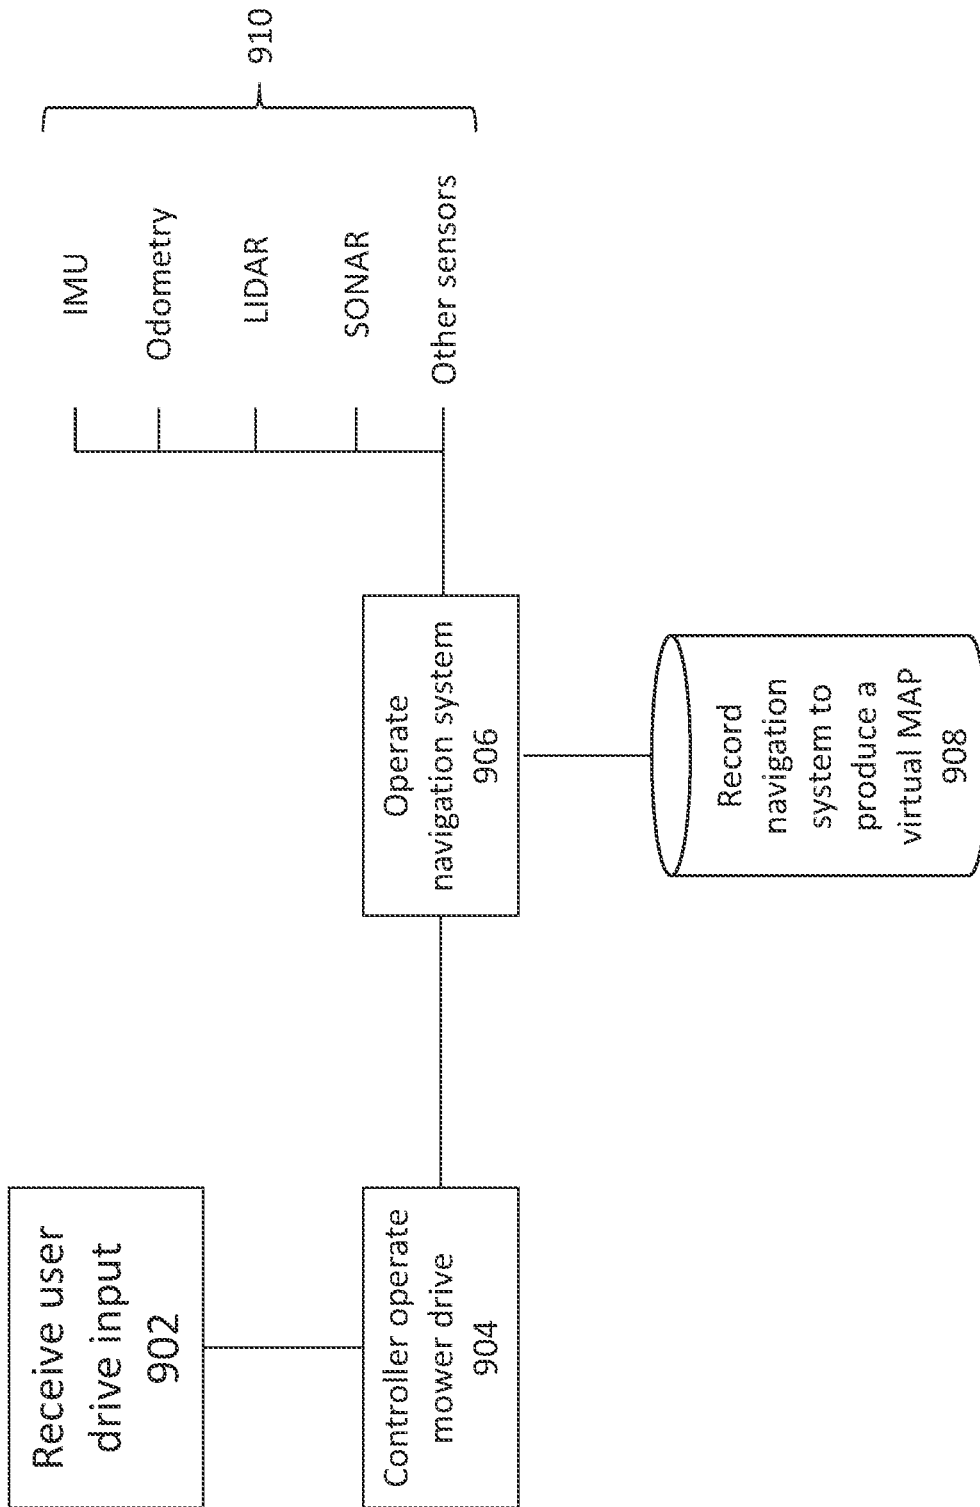 Receive user
drive input
902
Controller operate
mower drive
904
Operate
navigation system
906
Record
navigation
system to
produce a
virtual MAP
908
IMU
Odometry
LIDAR
SONAR
Other sensors
910